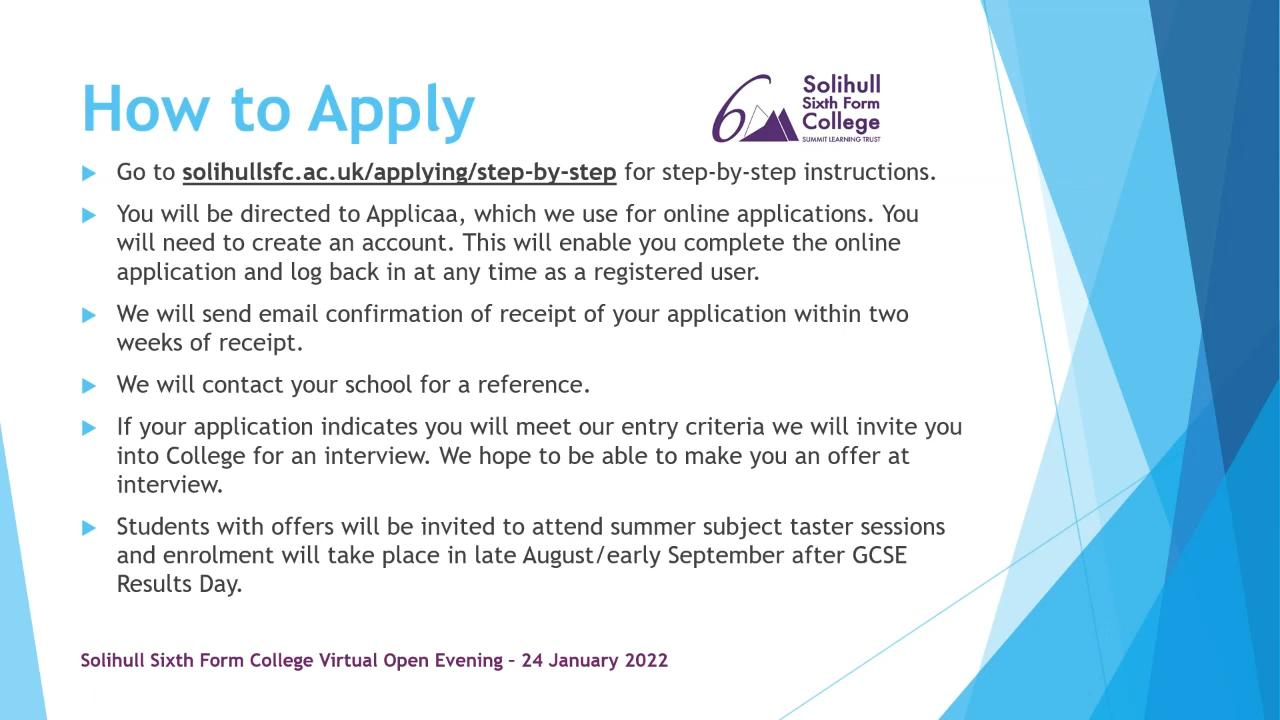 How to Apply
Solihull
Sixth Form
College
SUMMIT LEARNING TRUST
Go to solihullsfc.ac.uk/applying/step-by-step for step-by-step instructions.
You will be directed to Applicaa, which we use for online applications. You
will need to create an account. This will enable you complete the online
application and log back in at any time as a registered user.
We will send email confirmation of receipt of your application within two
weeks of receipt.
We will contact your school for a reference.
If your application indicates you will meet our entry criteria we will invite you
into College for an interview. We hope to be able to make you an offer at
interview.
Students with offers will be invited to attend summer subject taster sessions
and enrolment will take place in late August/early September after GCSE
Results Day.
Solihull Sixth Form College Virtual Open Evening – 24 January 2022